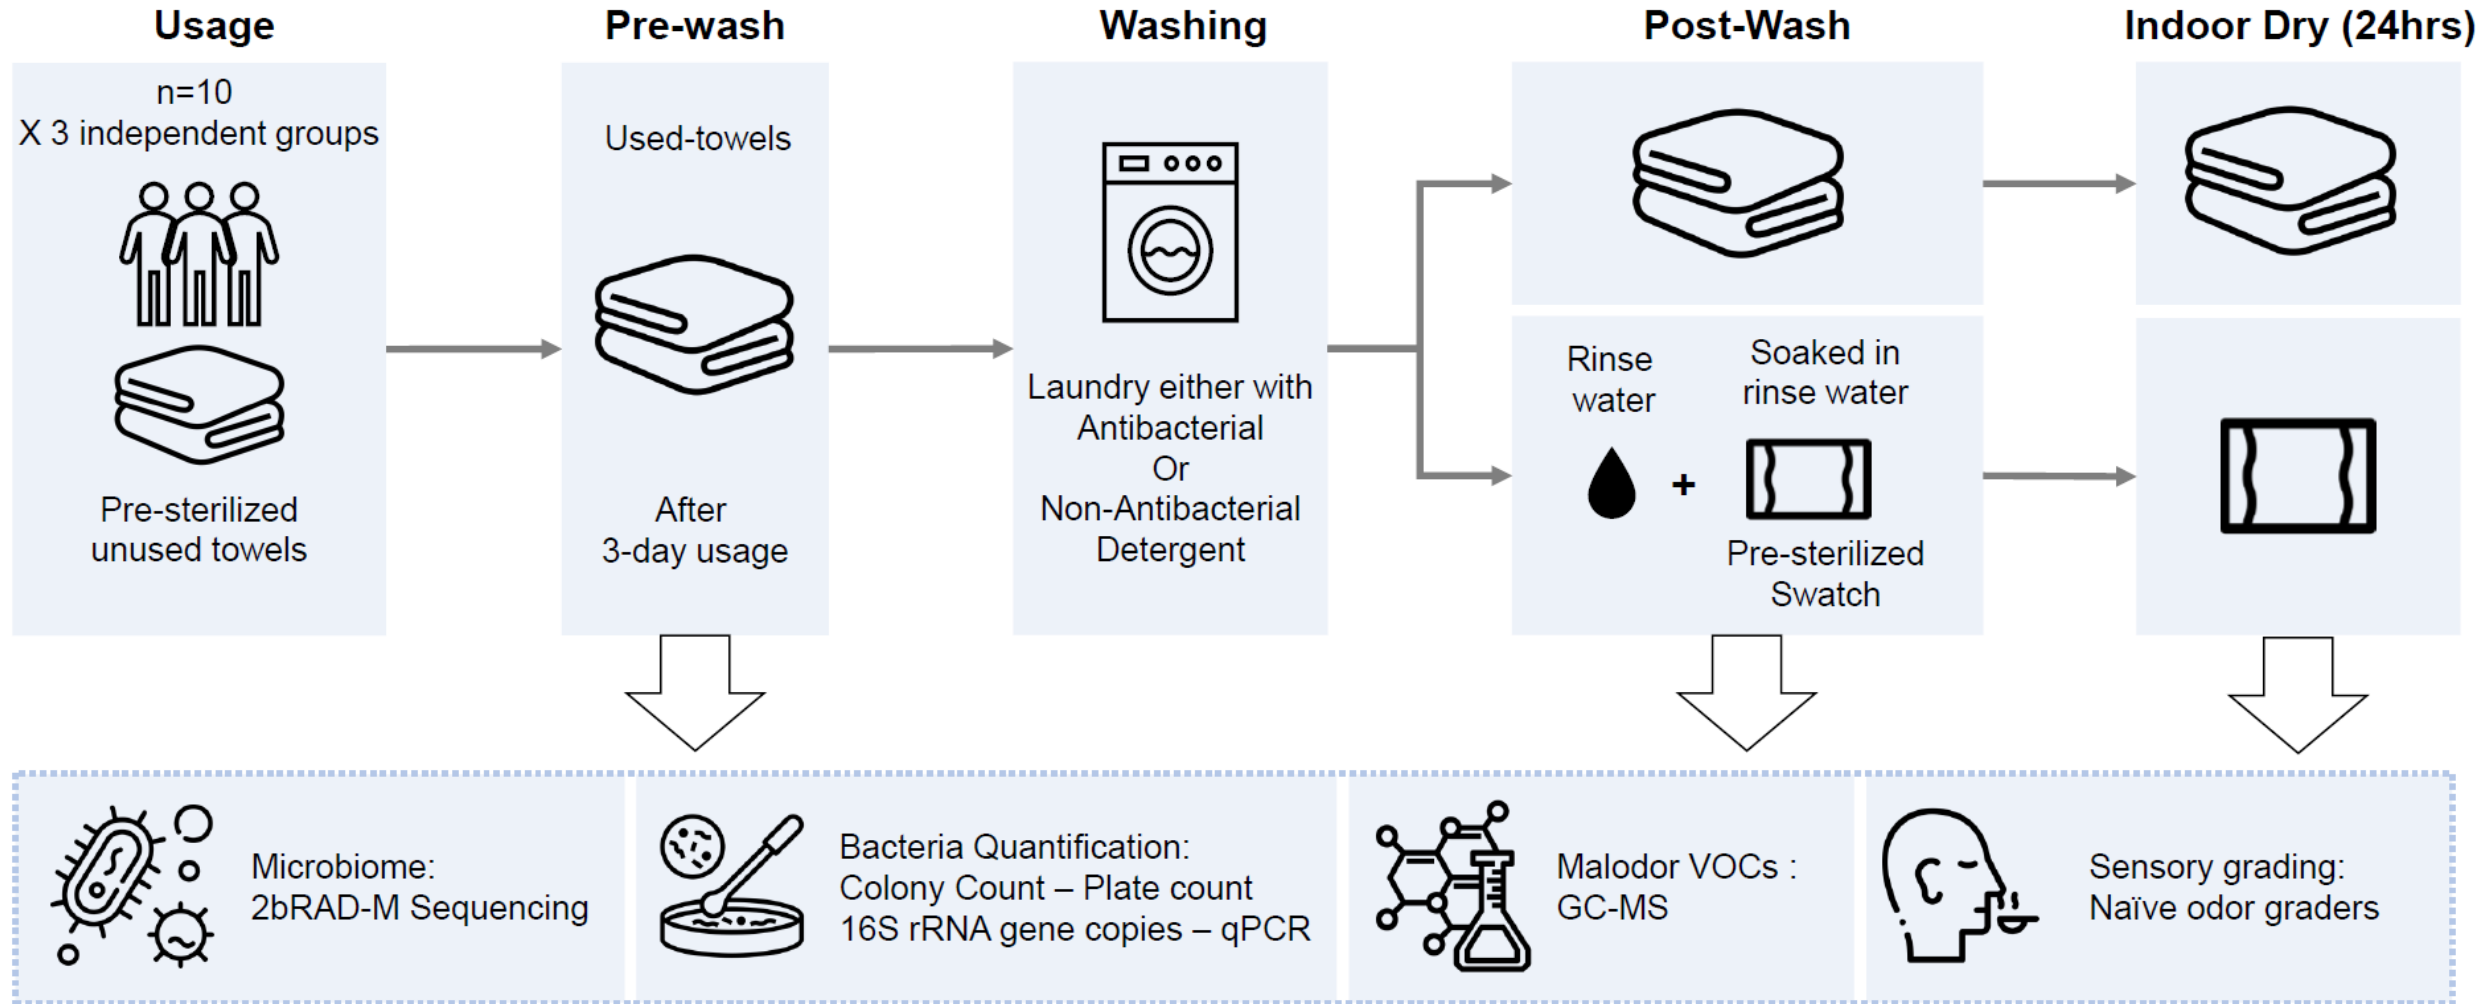 Usage
Pre-wash
Washing
Post-Wash
Indoor Dry (24hrs)
n=10
X 3 independent groups
Pre-sterilized
unused towels
Used-towels
After
3-day usage
Laundry either with
Antibacterial
Or
Non-Antibacterial
Detergent
Rinse
water
+
Soaked in
rinse water
Pre-sterilized
Swatch
Microbiome:
2bRAD-M Sequencing
Bacteria Quantification:
Colony Count – Plate count
16S rRNA gene copies – qPCR
Malodor VOCs :
GC-MS
Sensory grading:
Naïve odor graders